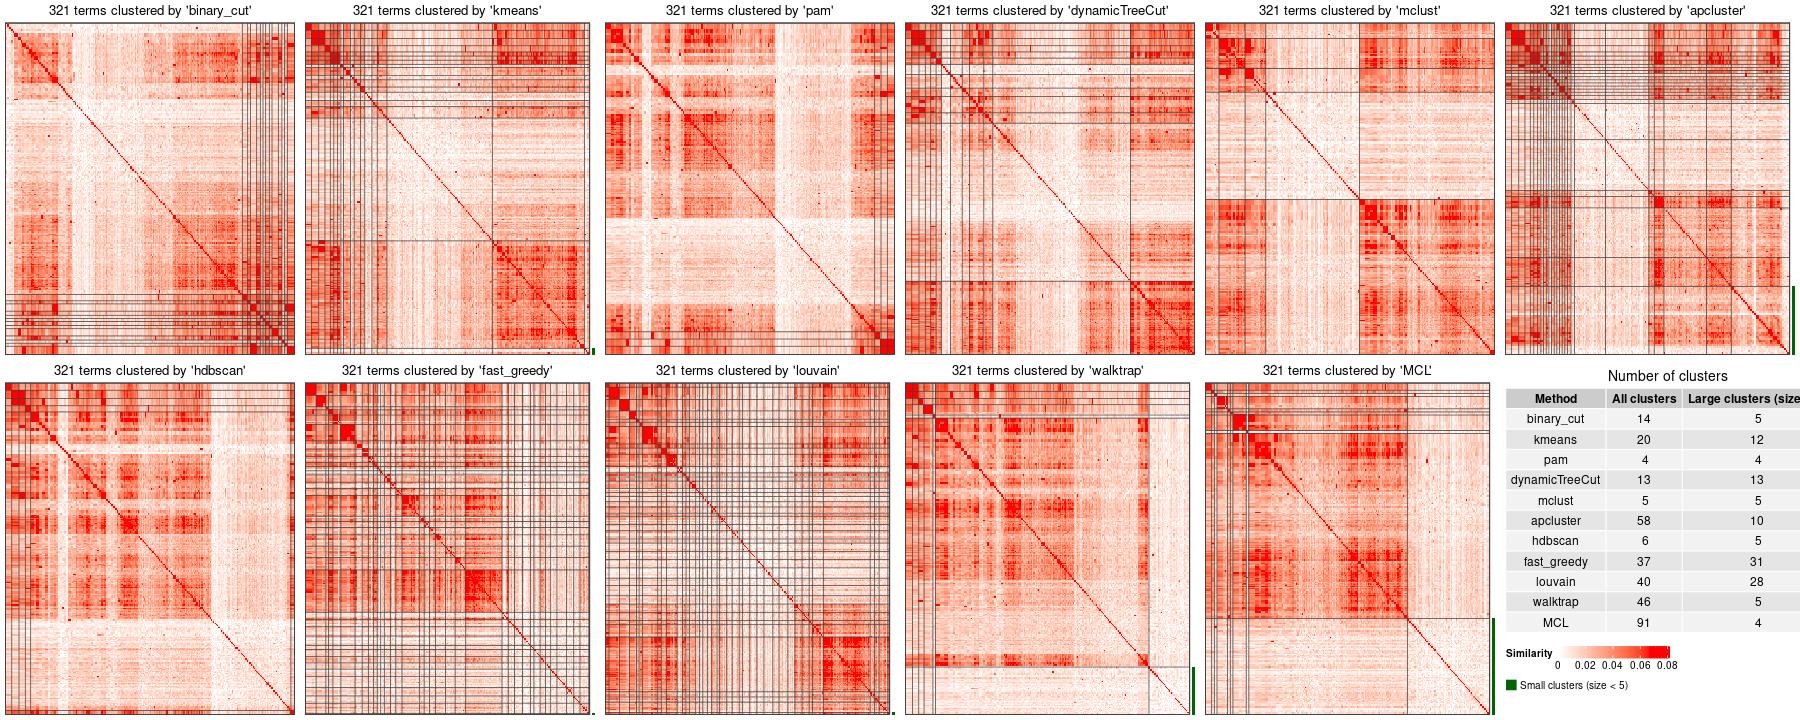 321 terms clustered by 'binary_cut'
321 terms clustered by 'kmeans'
321 terms clustered by 'pam'
321 terms clustered by 'dynamicTreeCut'
321 terms clustered by 'mclust'
321 terms clustered by 'apcluster'
321 terms clustered by 'hdbscan'
321 terms clustered by 'fast_greedy'
321 terms clustered by 'louvain'
321 terms clustered by 'walktrap'
321 terms clustered by 'MCL'
Number of clusters
Method All clusters Large clusters (size
binary_cut 14 5
kmeans 20 12
pam 4 4
dynamicTreeCut 13 13
mclust 5 5
apcluster 58 10
hdbscan 6 5
fast_greedy 37 31
louvain 40 28
walktrap 46 5
MCL 91 4
Similarity
0 0.02 0.04 0.06 0.08
Small clusters (size < 5)